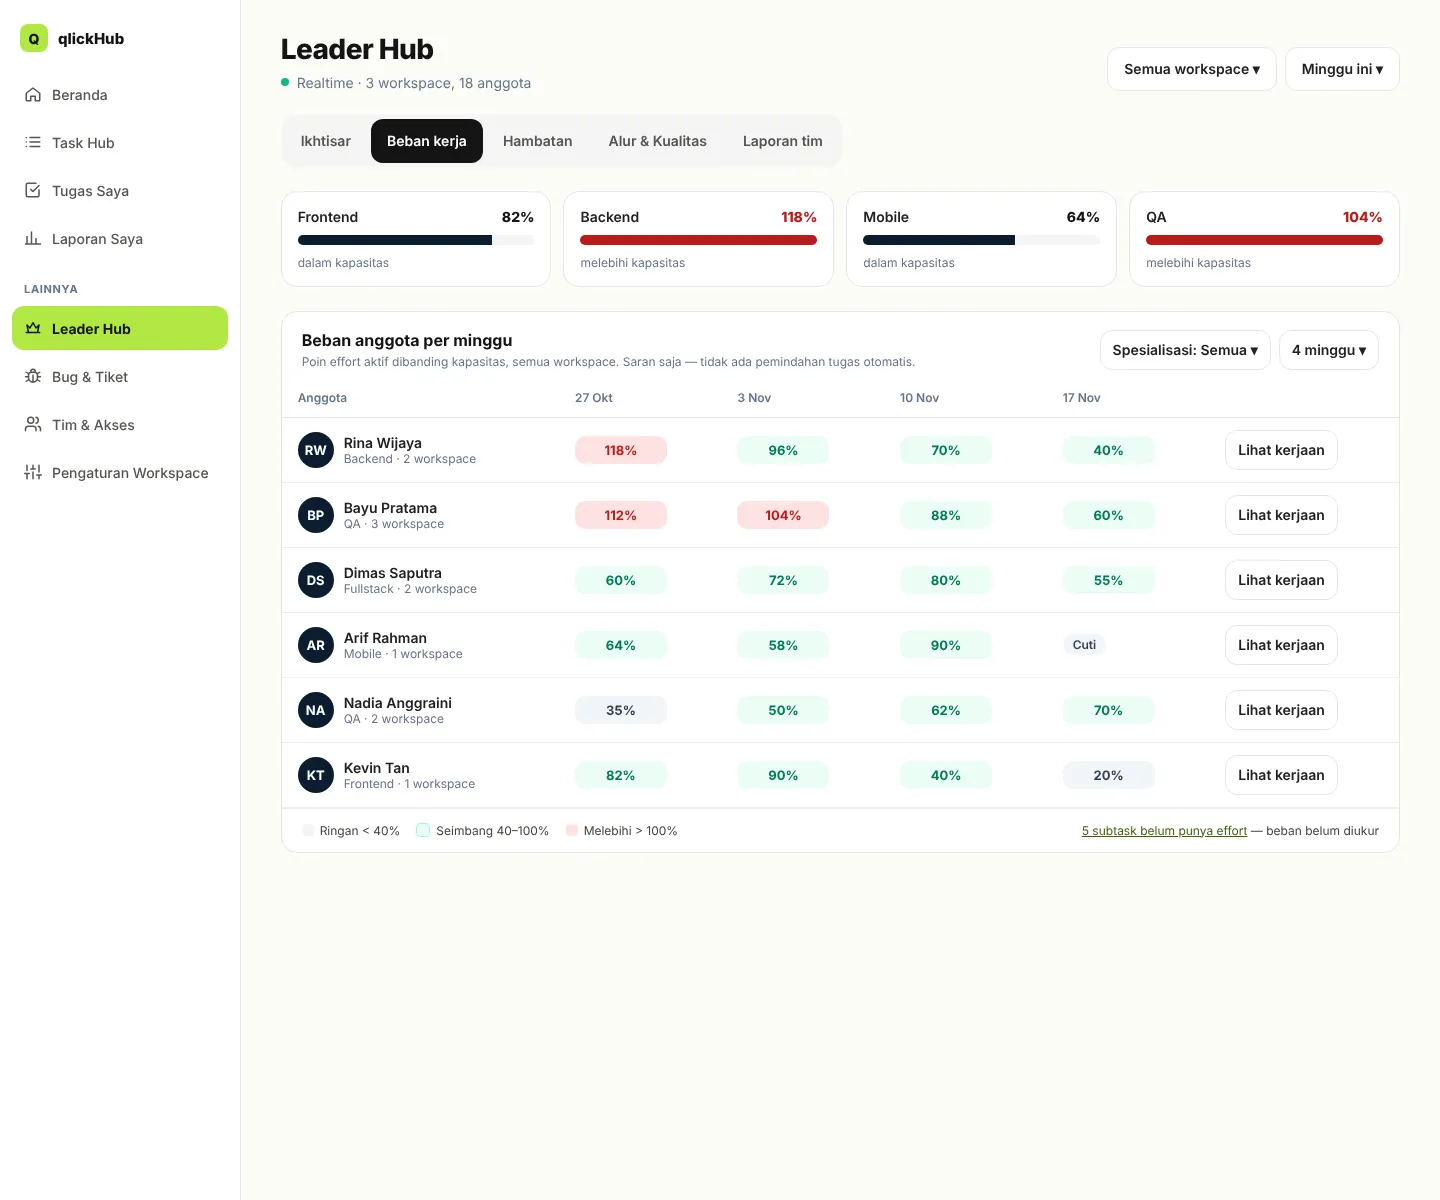 Q qlickHub
Beranda
Task Hub
Tugas Saya
Laporan Saya
LAINNYA
Leader Hub
Bug & Tiket
Tim & Akses
Pengaturan Workspace
Leader Hub
Realtime · 3 workspace, 18 anggota
Semua workspace ▾
Minggu ini ▾
Ikhtisar
Beban kerja
Hambatan
Alur & Kualitas
Laporan tim
Frontend 82%
dalam kapasitas
Backend 118%
melebihi kapasitas
Mobile 64%
dalam kapasitas
QA 104%
melebihi kapasitas
Beban anggota per minggu
Poin effort aktif dibanding kapasitas, semua workspace. Saran saja — tidak ada pemindahan tugas otomatis.
Spesialisasi: Semua ▾
4 minggu ▾
Anggota 27 Okt 3 Nov 10 Nov 17 Nov
RW Rina Wijaya
Backend · 2 workspace
118% 96% 70% 40% Lihat kerjaan
BP Bayu Pratama
QA · 3 workspace
112% 104% 88% 60% Lihat kerjaan
DS Dimas Saputra
Fullstack · 2 workspace
60% 72% 80% 55% Lihat kerjaan
AR Arif Rahman
Mobile · 1 workspace
64% 58% 90% Cuti Lihat kerjaan
NA Nadia Anggraini
QA · 2 workspace
35% 50% 62% 70% Lihat kerjaan
KT Kevin Tan
Frontend · 1 workspace
82% 90% 40% 20% Lihat kerjaan
Ringan < 40% Seimbang 40–100% Melebihi > 100%
5 subtask belum punya effort — beban belum diukur